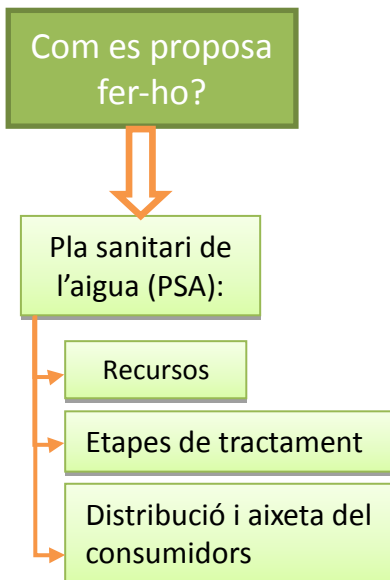 Com es proposa
fer-ho?
Pla sanitari de
l’aigua (PSA):
Recursos
Etapes de tractament
Distribució i aixeta del
consumidors